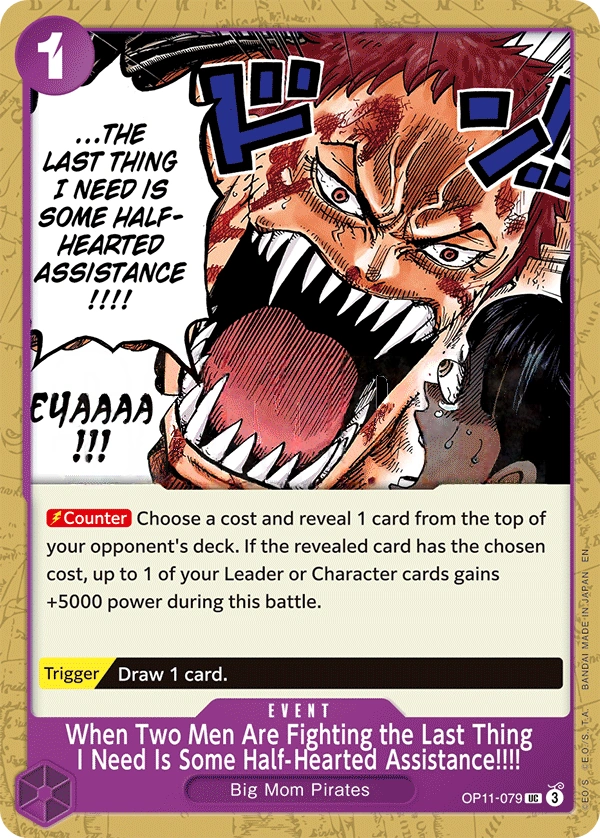 1
...THE
LAST THING
I NEED IS
SOME HALF-
HEARTED
ASSISTANCE
!!!!
ドン!!
EYAAAA
!!!
Counter Choose a cost and reveal 1 card from the top of
your opponent's deck. If the revealed card has the chosen
cost, up to 1 of your Leader or Character cards gains
+5000 power during this battle.
Trigger Draw 1 card.
EVENT
When Two Men Are Fighting the Last Thing
I Need Is Some Half-Hearted Assistance!!!!
Big Mom Pirates
OP11-079 UC 3
©E.O./S., ©E.O./S.,T.A. BANDAI MADE IN JAPAN EN